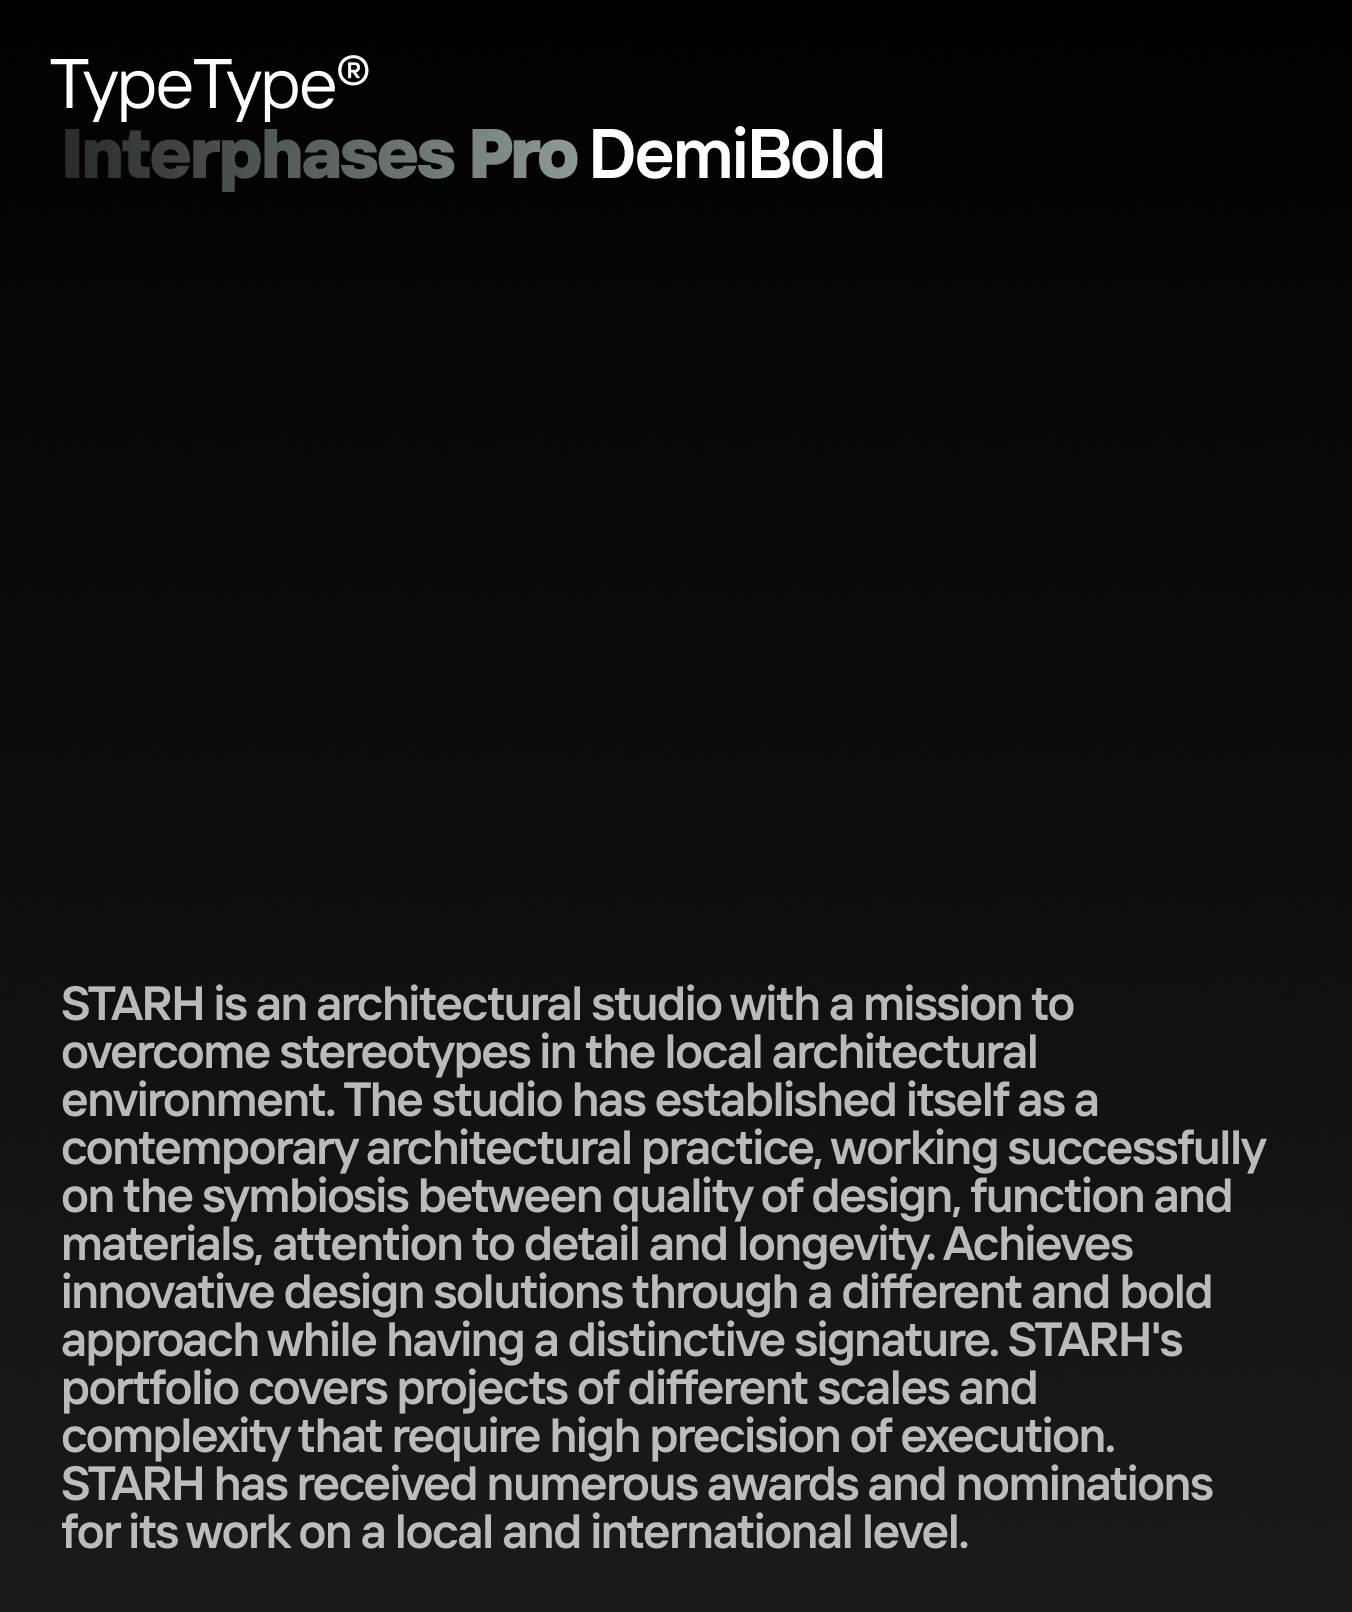 TypeType®
Interphases Pro DemiBold
STARH is an architectural studio with a mission to
overcome stereotypes in the local architectural
environment. The studio has established itself as a
contemporary architectural practice, working successfully
on the symbiosis between quality of design, function and
materials, attention to detail and longevity. Achieves
innovative design solutions through a different and bold
approach while having a distinctive signature. STARH's
portfolio covers projects of different scales and
complexity that require high precision of execution.
STARH has received numerous awards and nominations
for its work on a local and international level.